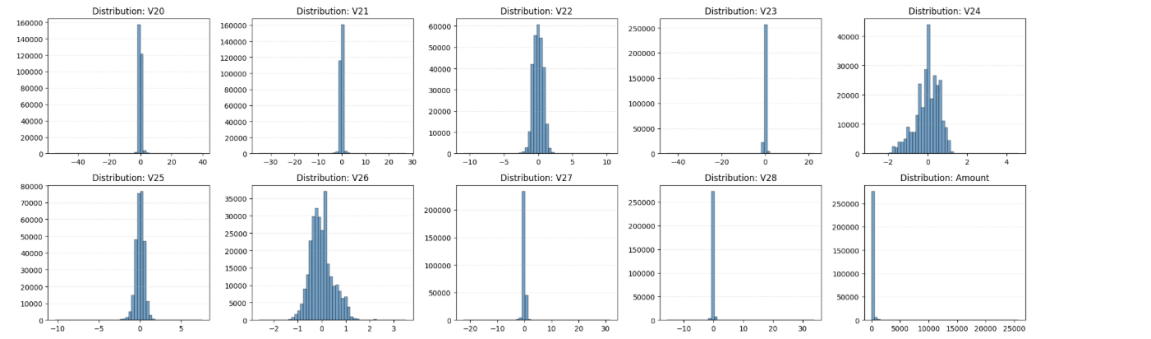 Distribution: V20 Distribution: V21 Distribution: V22 Distribution: V23 Distribution: V24
160000 140000 120000 100000 80000 60000 40000 20000 0
−40 −20 0 20 40
160000 140000 120000 100000 80000 60000 40000 20000 0
−30 −20 −10 0 10 20 30
60000 50000 40000 30000 20000 10000 0
−10 −5 0 5 10
250000 200000 150000 100000 50000 0
−40 −20 0 20
40000 30000 20000 10000 0
−2 0 2 4
Distribution: V25 Distribution: V26 Distribution: V27 Distribution: V28 Distribution: Amount
80000 70000 60000 50000 40000 30000 20000 10000 0
−10 −5 0 5
35000 30000 25000 20000 15000 10000 5000 0
−2 −1 0 1 2 3
200000 150000 100000 50000 0
−20 −10 0 10 20 30
250000 200000 150000 100000 50000 0
−10 0 10 20 30
250000 200000 150000 100000 50000 0
0 5000 10000 15000 20000 25000